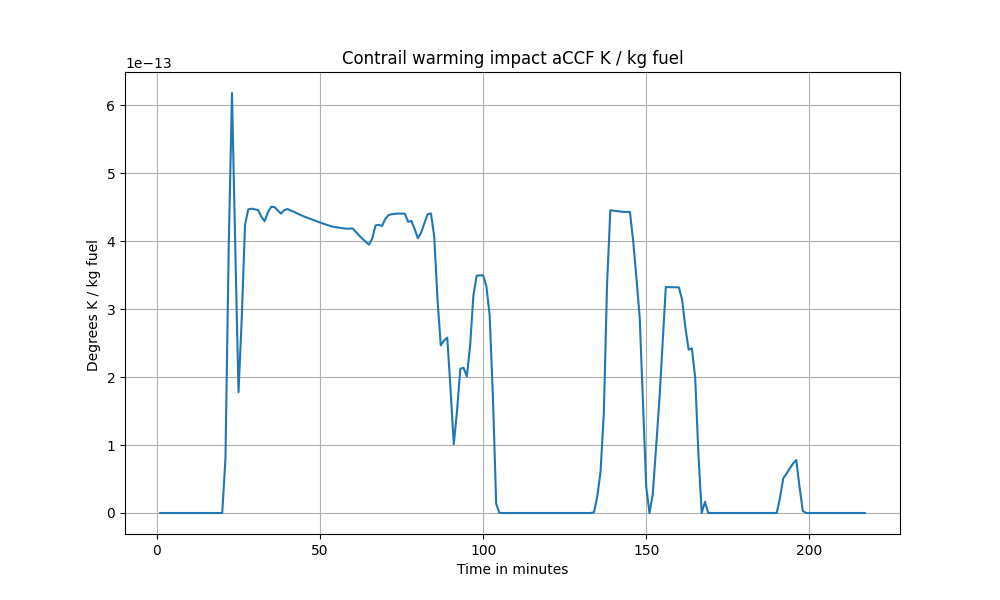 Contrail warming impact aCCF K / kg fuel
1e−13
6
5
4
3
2
1
0
Degrees K / kg fuel
0 50 100 150 200
Time in minutes